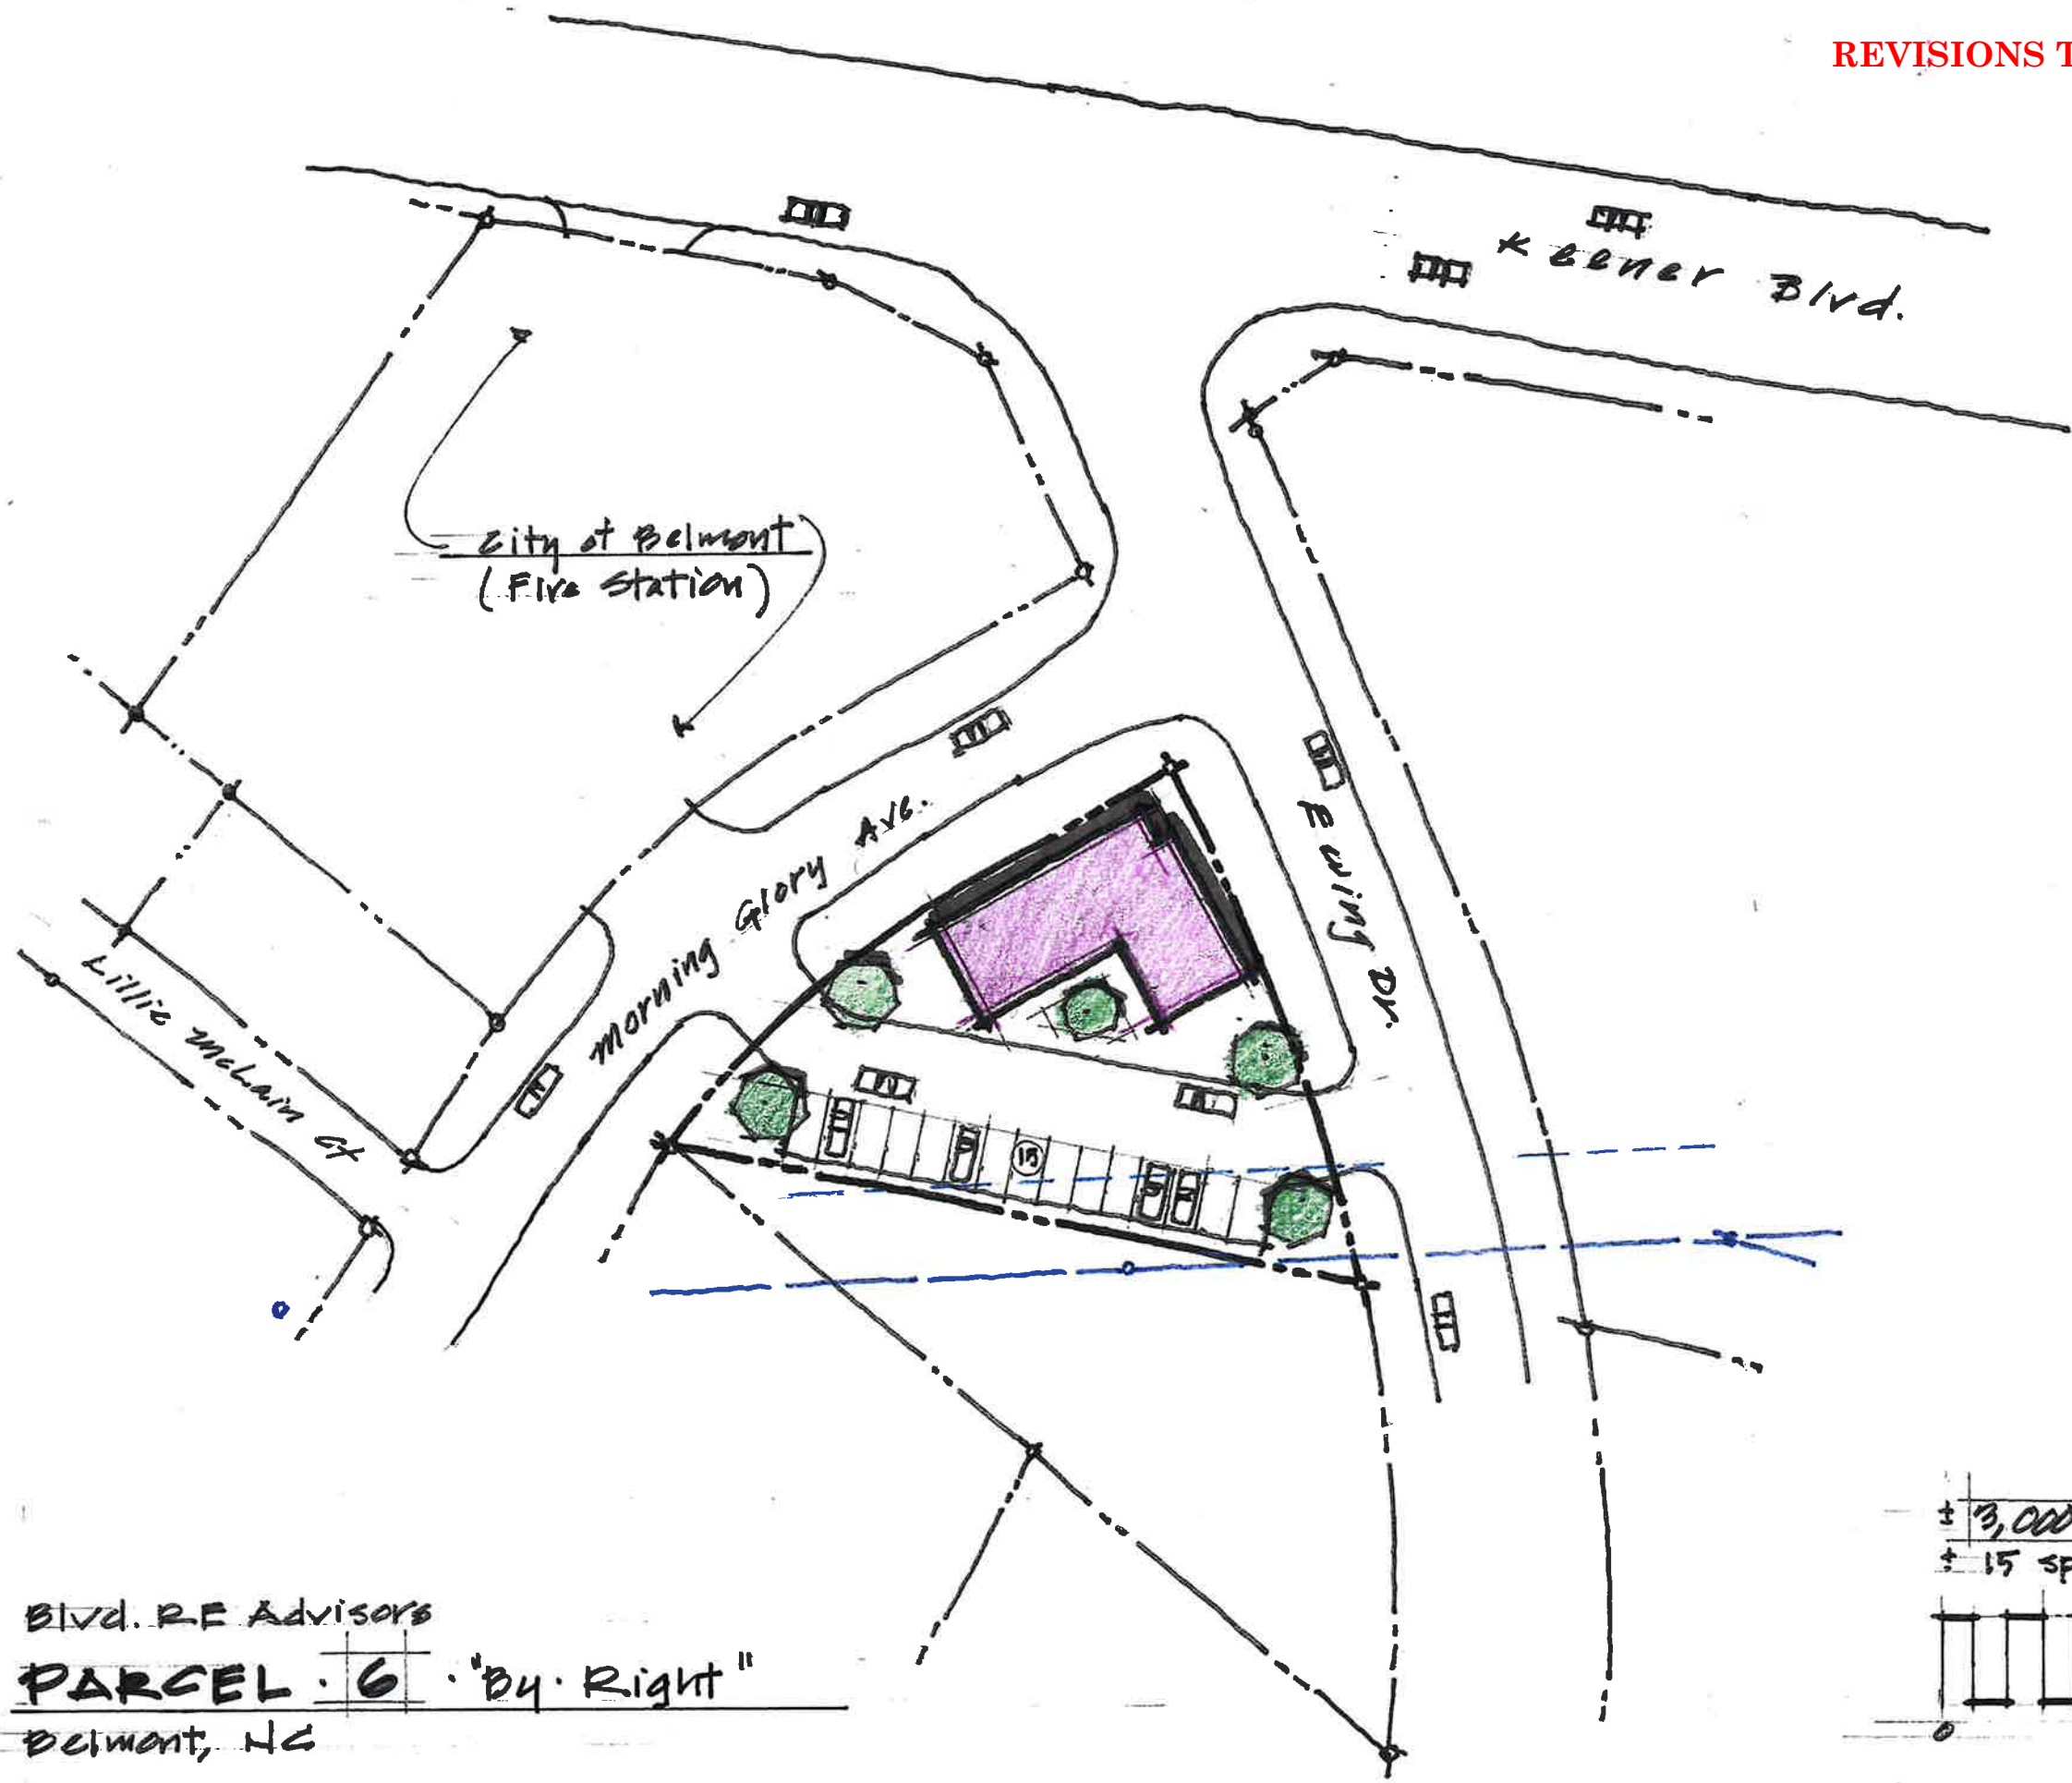 REVISIONS T
Keener Blvd.
City of Belmont
(Fire Station)
Morning Glory Ave.
Ewing Dr.
Lillie McLain Ct
15
Blvd. RE Advisors
PARCEL · 6 · "By · Right"
Belmont, NC
± 3,000
± 15 sp
0